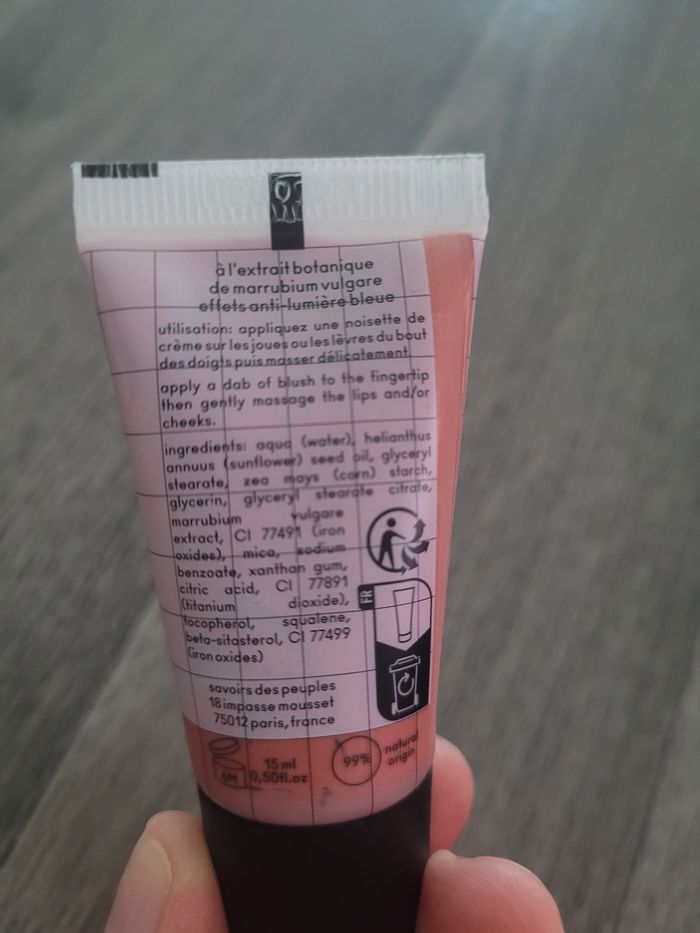 à l'extrait botanique
de marrubium vulgare
effets anti-lumière bleue
utilisation: appliquez une noisette de
crème sur les joues ou les lèvres du bout
des doigts puis masser délicatement.
apply a dab of blush to the fingertip
then gently massage the lips and/or
cheeks.
ingredients: aqua (water), helianthus
annuus (sunflower) seed oil, glyceryl
stearate, zea mays (corn) starch,
glycerin, glyceryl stearate citrate,
marrubium vulgare
extract, CI 77491 (iron
oxides), mica, sodium
benzoate, xanthan gum,
citric acid, CI 77891
(titanium dioxide),
tocopherol, squalene,
beta-sitosterol, CI 77499
(iron oxides)
FR
savoirs des peuples
18 impasse mousset
75012 paris, france
6M
15 ml
0,50fl.oz
99%
natural
origin